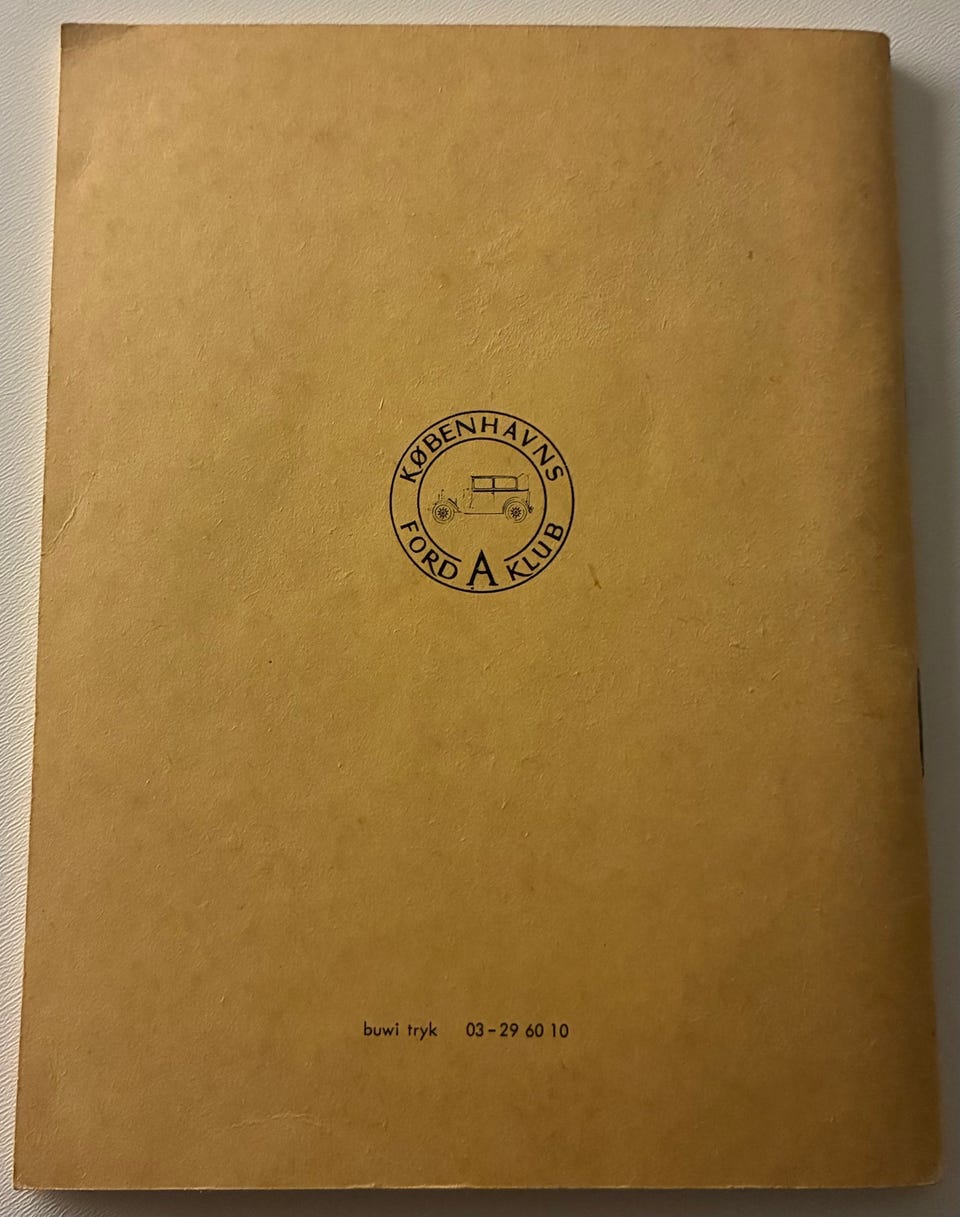 KØBENHAVNS
FORD A KLUB
buwi tryk 03-29 60 10